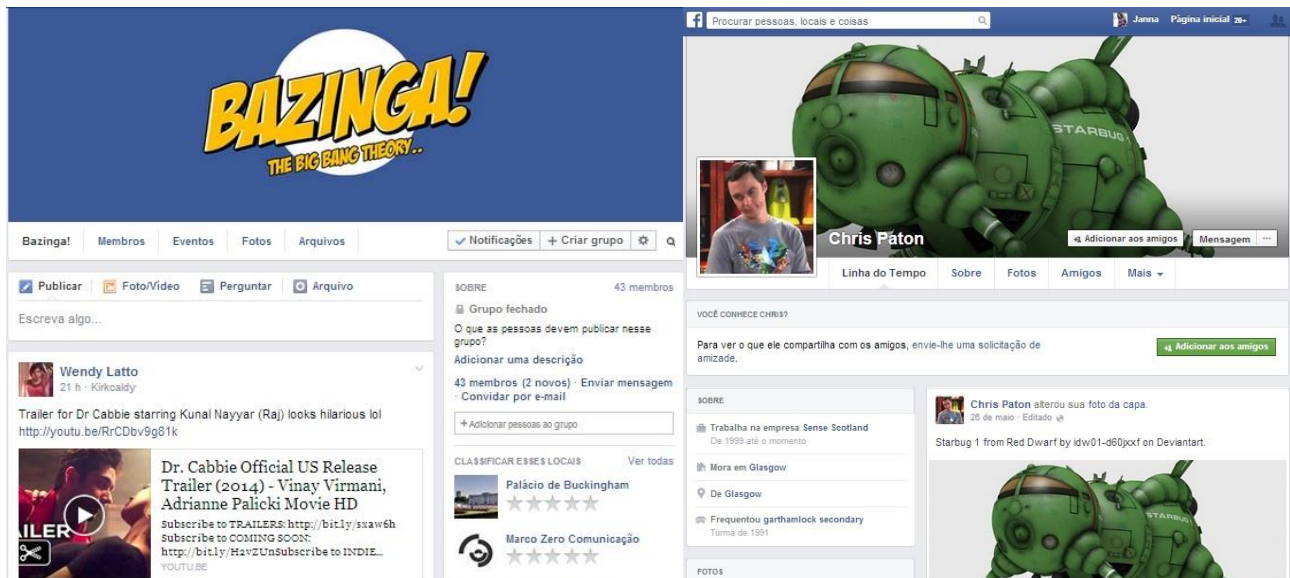 BAZINGA!
THE BIG BANG THEORY..
Bazinga!
Membros
Eventos
Fotos
Arquivos
Notificações
+ Criar grupo
Publicar
Foto/Vídeo
Perguntar
Arquivo
Escreva algo...
Wendy Latto
21 h · Kirkcaldy
Trailer for Dr Cabbie starring Kunal Nayyar (Raj) looks hilarious lol
http://youtu.be/RrCDbv9g81k
AILER
Dr. Cabbie Official US Release
Trailer (2014) - Vinay Virmani,
Adrianne Palicki Movie HD
Subscribe to TRAILERS: http://bit.ly/sxaw6h
Subscribe to COMING SOON:
http://bit.ly/H2vZUnSubscribe to INDIE...
YOUTU.BE
SOBRE
43 membros
Grupo fechado
O que as pessoas devem publicar nesse
grupo?
Adicionar uma descrição
43 membros (2 novos) · Enviar mensagem
· Convidar por e-mail
+ Adicionar pessoas ao grupo
CLASSIFICAR ESSES LOCAIS
Ver todas
Palácio de Buckingham
Marco Zero Comunicação
f
Procurar pessoas, locais e coisas
Janna
Página inicial 20+
STARBUG 1
Chris Paton
Adicionar aos amigos
Mensagem
...
Linha do Tempo
Sobre
Fotos
Amigos
Mais
VOCÊ CONHECE CHRIS?
Para ver o que ele compartilha com os amigos, envie-lhe uma solicitação de
amizade.
Adicionar aos amigos
SOBRE
Trabalha na empresa Sense Scotland
De 1999 até o momento
Mora em Glasgow
De Glasgow
Frequentou garthamlock secondary
Turma de 1991
FOTOS
Chris Paton alterou sua foto da capa.
26 de maio · Editado
Starbug 1 from Red Dwarf by idw01-d60jxxf on Deviantart.
STARBUG